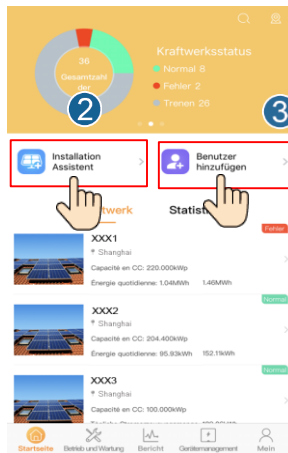 36
Gesamtzahl
der
Kraftwerksstatus
Normal 8
Fehler 2
Trenen 26
2
3
Installation
Assistent
Benutzer
hinzufügen
twerk
Statist
Fehler
XXX1
Shanghai
Capacité en CC: 220.000kWp
Énergie quotidienne: 1.04MWh 1.46MWh
Normal
XXX2
Shanghai
Capacité en CC: 204.400kWp
Énergie quotidienne: 95.93kWh 152.11kWh
Normal
XXX3
Shanghai
Capacité en CC: 100.000kWp
Startseite
Betrieb und Wartung
Bericht
Gerätemanagement
Mein